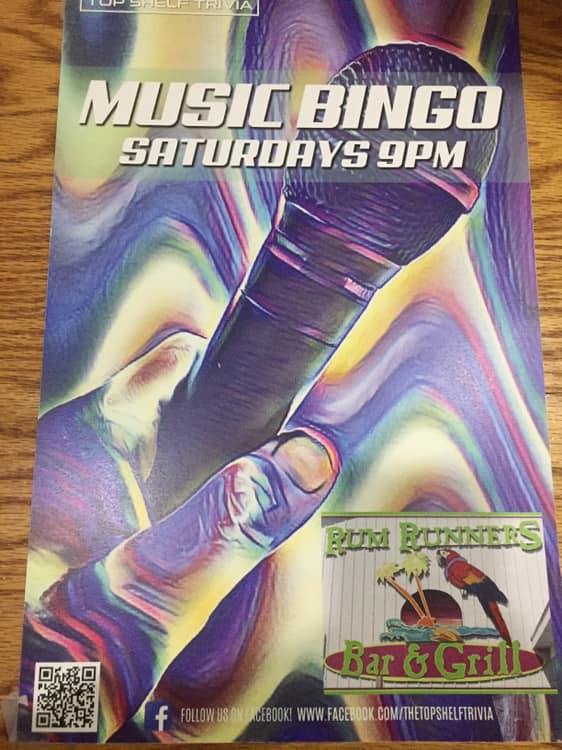 TOP SHELF TRIVIA
MUSIC BINGO
SATURDAYS 9PM
RUM RUNNERS
Bar & Grill
FOLLOW US ON FACEBOOK! WWW.FACEBOOK.COM/THETOPSHELFTRIVIA